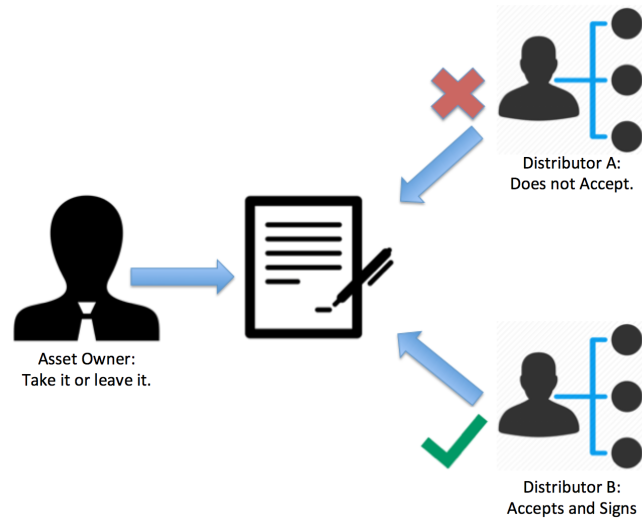 Distributor A:
Does not Accept.
Asset Owner:
Take it or leave it.
Distributor B:
Accepts and Signs